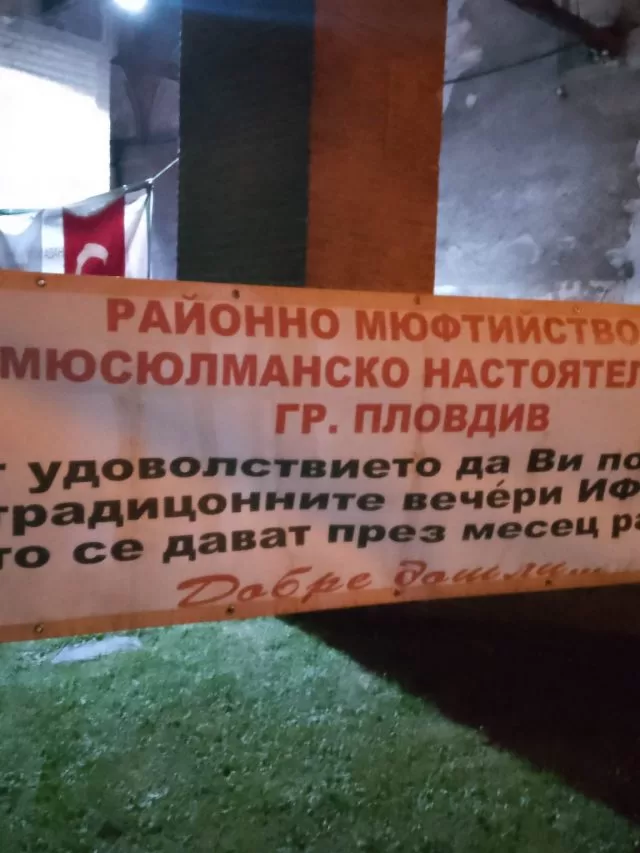 РАЙОННО МЮФТИЙСТВО
МЮСЮЛМАНСКО НАСТОЯТЕЛ
ГР. ПЛОВДИВ
т удоволствието да Ви по
традиционните вечéри ИФ
то се дават през месец ра
Добре дошли...